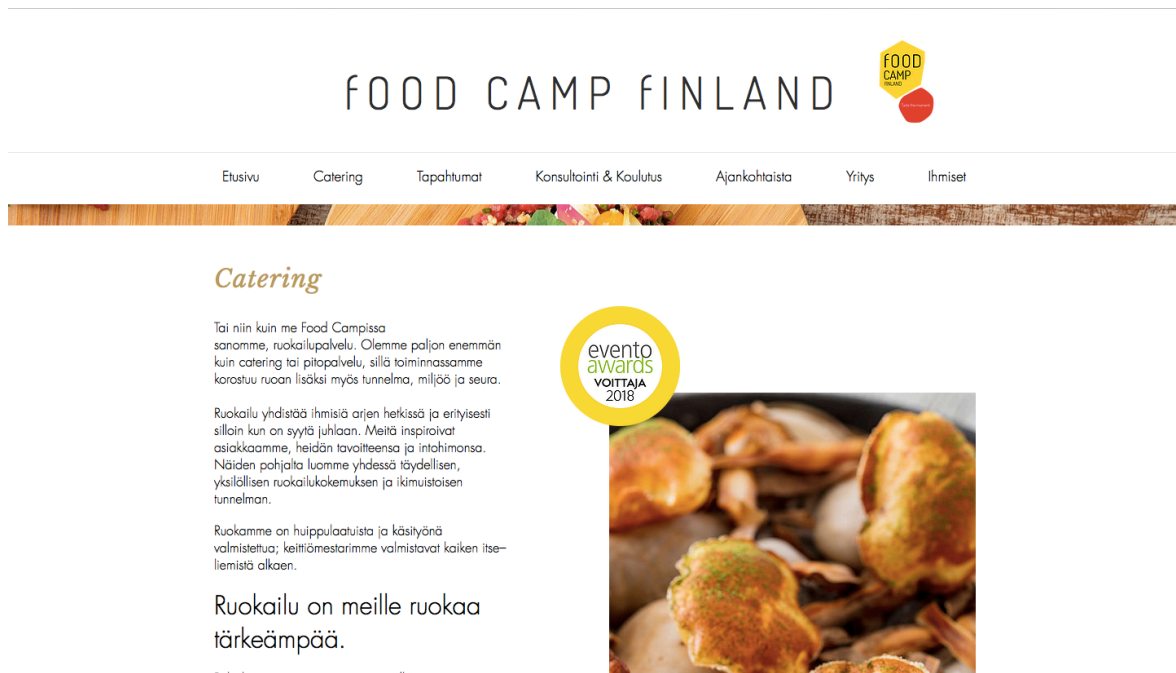 fOOD CAMP fINLAND
fOOD
CAMP
FINLAND
Etusivu
Catering
Tapahtumat
Konsultointi & Koulutus
Ajankohtaista
Yritys
Ihmiset
Catering
Tai niin kuin me Food Campissa
sanomme, ruokailupalvelu. Olemme paljon enemmän
kuin catering tai pitopalvelu, sillä toiminnassamme
korostuu ruoan lisäksi myös tunnelma, miljöö ja seura.
Ruokailu yhdistää ihmisiä arjen hetkissä ja erityisesti
silloin kun on syytä juhlaan. Meitä inspiroivat
asiakkaamme, heidän tavoitteensa ja intohimonsa.
Näiden pohjalta luomme yhdessä täydellisen,
yksilöllisen ruokailukokemuksen ja ikimuistoisen
tunnelman.
Ruokamme on huippulaatuista ja käsityönä
valmistettua; keittiömestarimme valmistavat kaiken itse–
liemistä alkaen.
Ruokailu on meille ruokaa
tärkeämpää.
evento
awards
VOITTAJA
2018